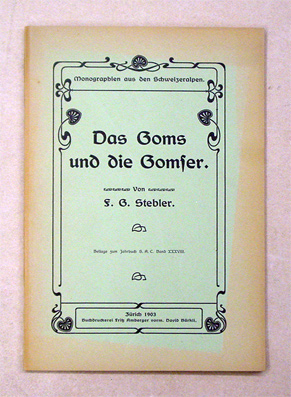 Monographien aus den Schweizeralpen.
Das Goms
und die Gomser.
Von
F. G. Stebler.
Beilage zum Jahrbuch S. A. C. Band XXXVIII.
Zürich 1903
Buchdruckerei Fritz Amberger vorm. David Bürkli.